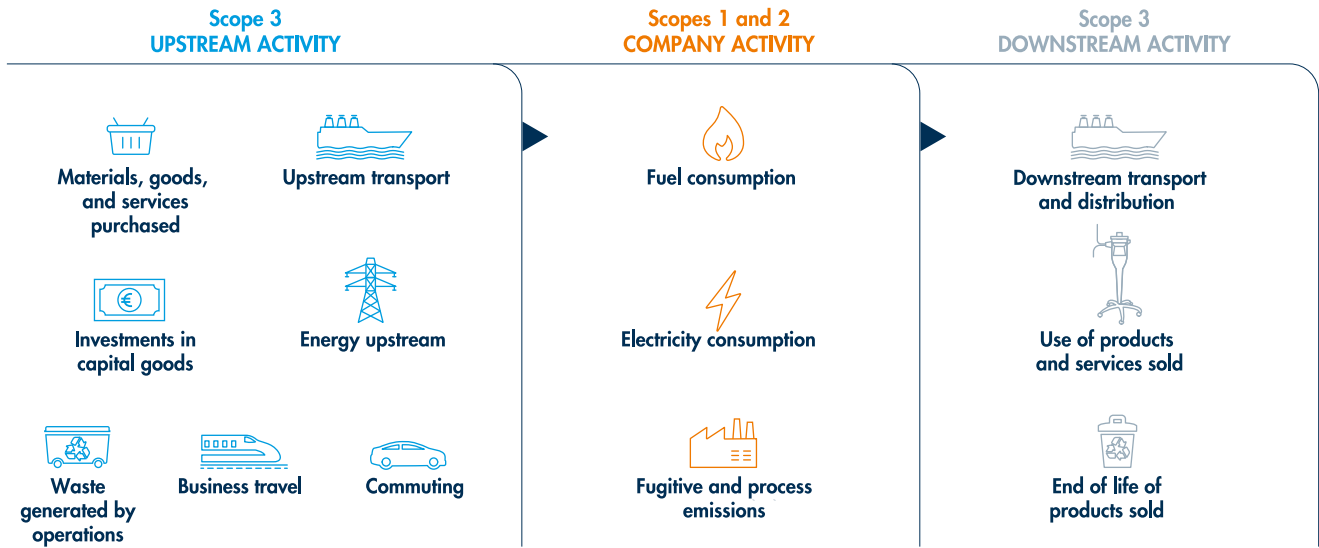 Scope 3
UPSTREAM ACTIVITY
Materials, goods,
and services
purchased
Upstream transport
€
Investments in
capital goods
Energy upstream
Waste
generated by
operations
Business travel
Commuting
Scopes 1 and 2
COMPANY ACTIVITY
Fuel consumption
Electricity consumption
Fugitive and process
emissions
Scope 3
DOWNSTREAM ACTIVITY
Downstream transport
and distribution
Use of products
and services sold
End of life of
products sold